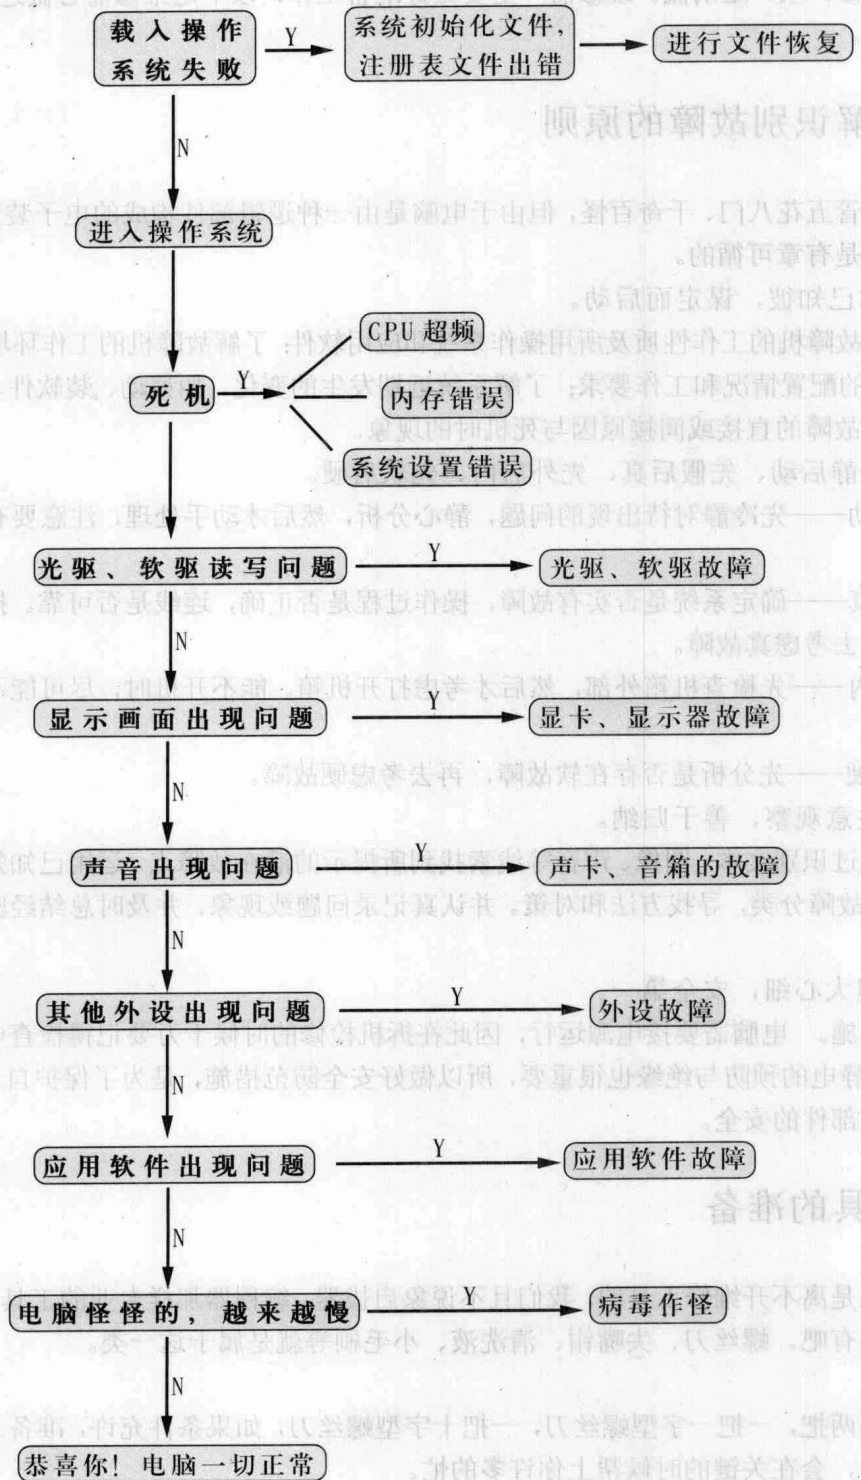 载入操作
系统失败
Y
系统初始化文件,
注册表文件出错
进行文件恢复
N
进入操作系统
CPU超频
死机
Y
内存错误
系统设置错误
光驱、软驱读写问题
Y
光驱、软驱故障
N
显示画面出现问题
Y
显卡、显示器故障
N
声音出现问题
Y
声卡、音箱的故障
N
其他外设出现问题
Y
外设故障
N
应用软件出现问题
Y
应用软件故障
N
电脑怪怪的,越来越慢
Y
病毒作怪
N
恭喜你!电脑一切正常